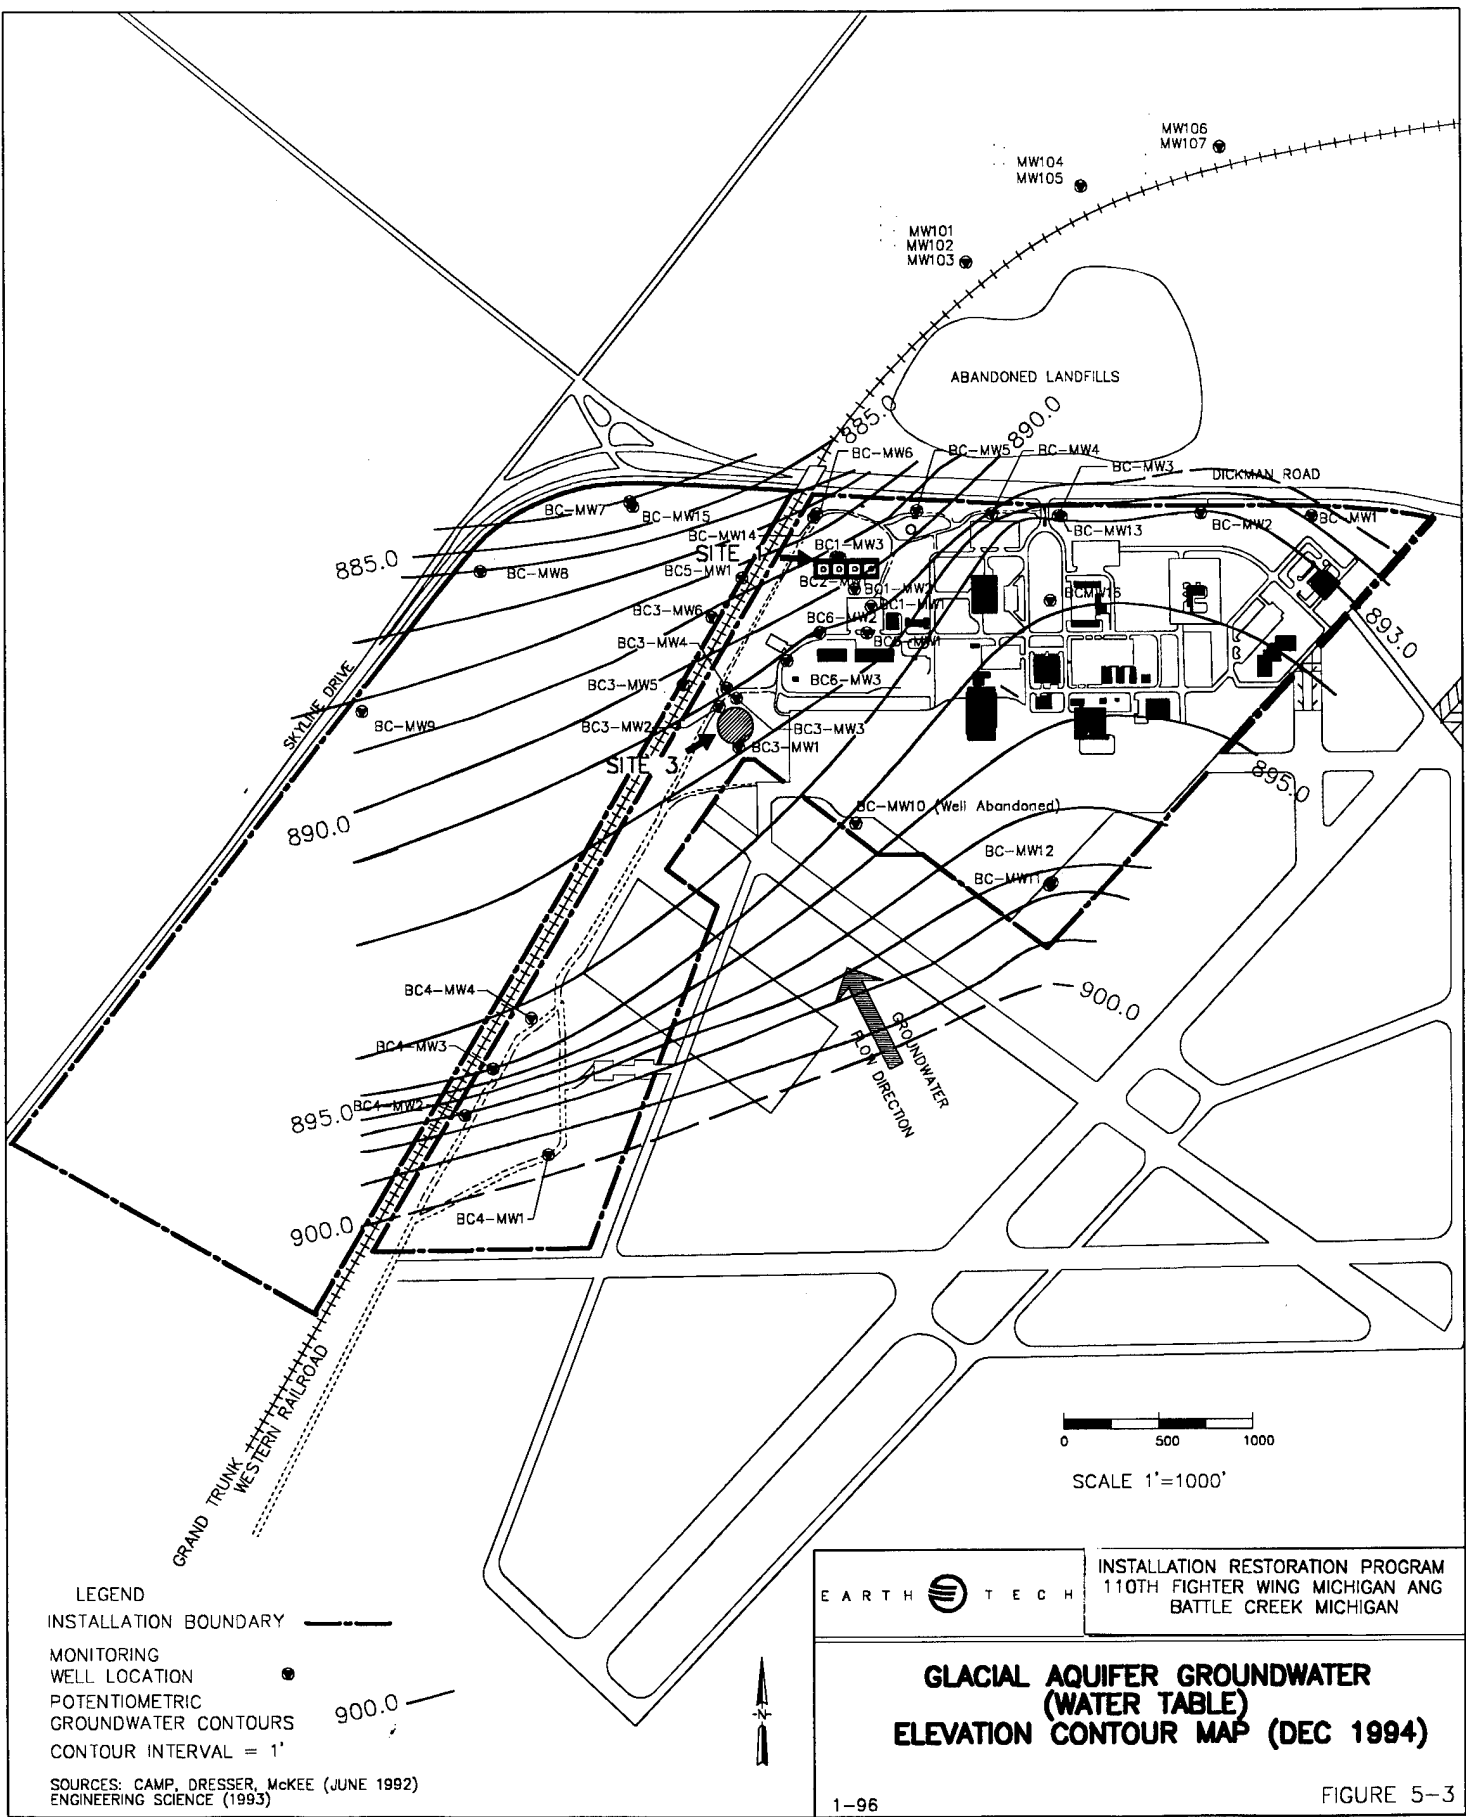 MW106
MW107
MW104
MW105
MW101
MW102
MW103
ABANDONED LANDFILLS
885.0
890.0
BC-MW6
BC-MW5
BC-MW4
BC-MW3
DICKMAN ROAD
BC-MW7
BC-MW15
BC-MW13
BC-MW2
BC-MW1
BC-MW14
BC1-MW3
SITE 1
885.0
BC-MW8
BC5-MW1
BC1-MW2
BC1-MW1
BCMW16
BC3-MW6
BC6-MW2
893.0
BC3-MW4
BC6-MW1
BC3-MW5
BC6-MW3
SKYLINE DRIVE
BC-MW9
BC3-MW2
BC3-MW3
BC3-MW1
SITE 3
895.0
890.0
BC-MW10 (Well Abandoned)
BC-MW12
BC-MW11
BC4-MW4
900.0
GROUNDWATER
FLOW DIRECTION
BC4-MW3
895.0
BC4-MW2
900.0
BC4-MW1
GRAND TRUNK
WESTERN RAILROAD
0 500 1000
SCALE 1'=1000'
LEGEND
INSTALLATION BOUNDARY
MONITORING
WELL LOCATION
POTENTIOMETRIC
GROUNDWATER CONTOURS
900.0
CONTOUR INTERVAL = 1'
SOURCES: CAMP, DRESSER, McKEE (JUNE 1992)
ENGINEERING SCIENCE (1993)
-N-
EARTH TECH
INSTALLATION RESTORATION PROGRAM
110TH FIGHTER WING MICHIGAN ANG
BATTLE CREEK MICHIGAN
GLACIAL AQUIFER GROUNDWATER
(WATER TABLE)
ELEVATION CONTOUR MAP (DEC 1994)
1-96
FIGURE 5-3